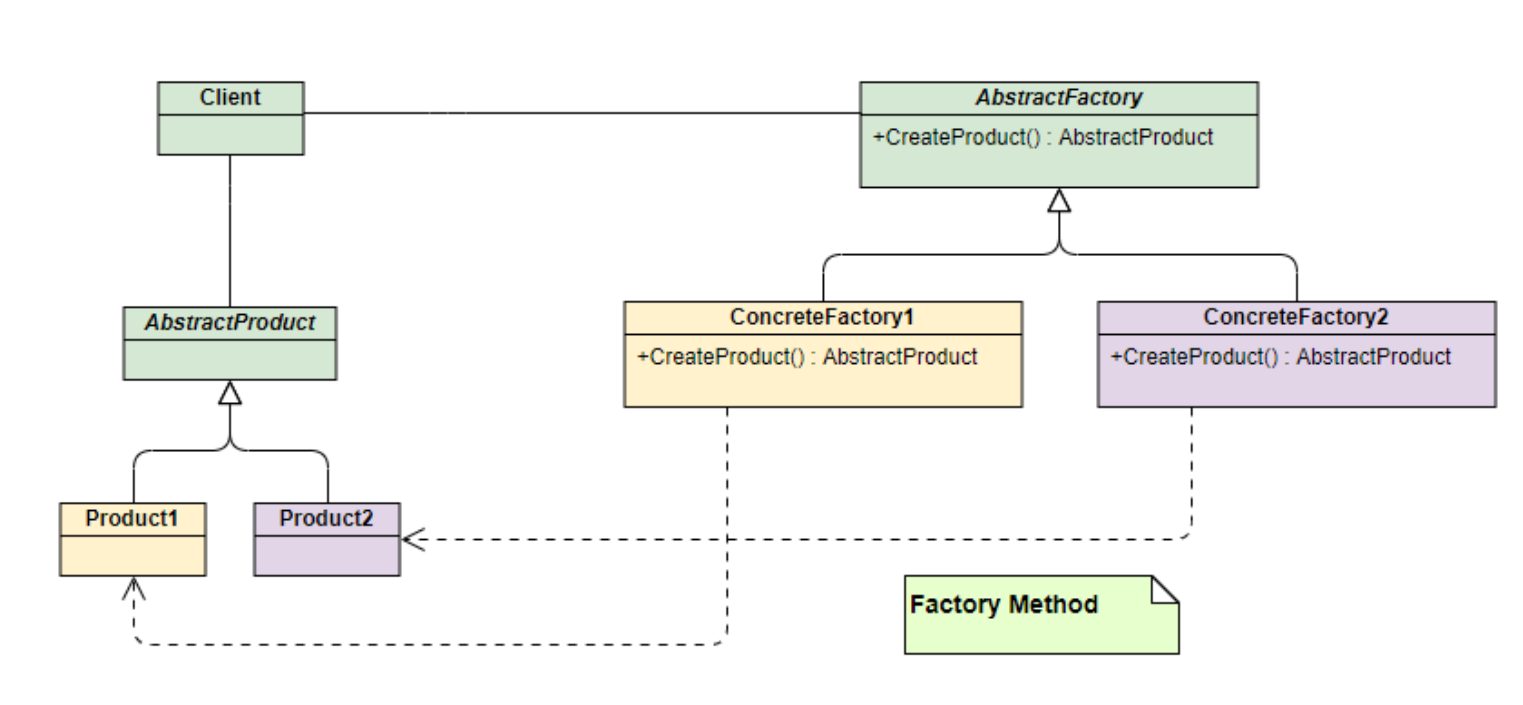 Client
AbstractFactory
+CreateProduct() : AbstractProduct
AbstractProduct
ConcreteFactory1
+CreateProduct() : AbstractProduct
ConcreteFactory2
+CreateProduct() : AbstractProduct
Product1
Product2
Factory Method